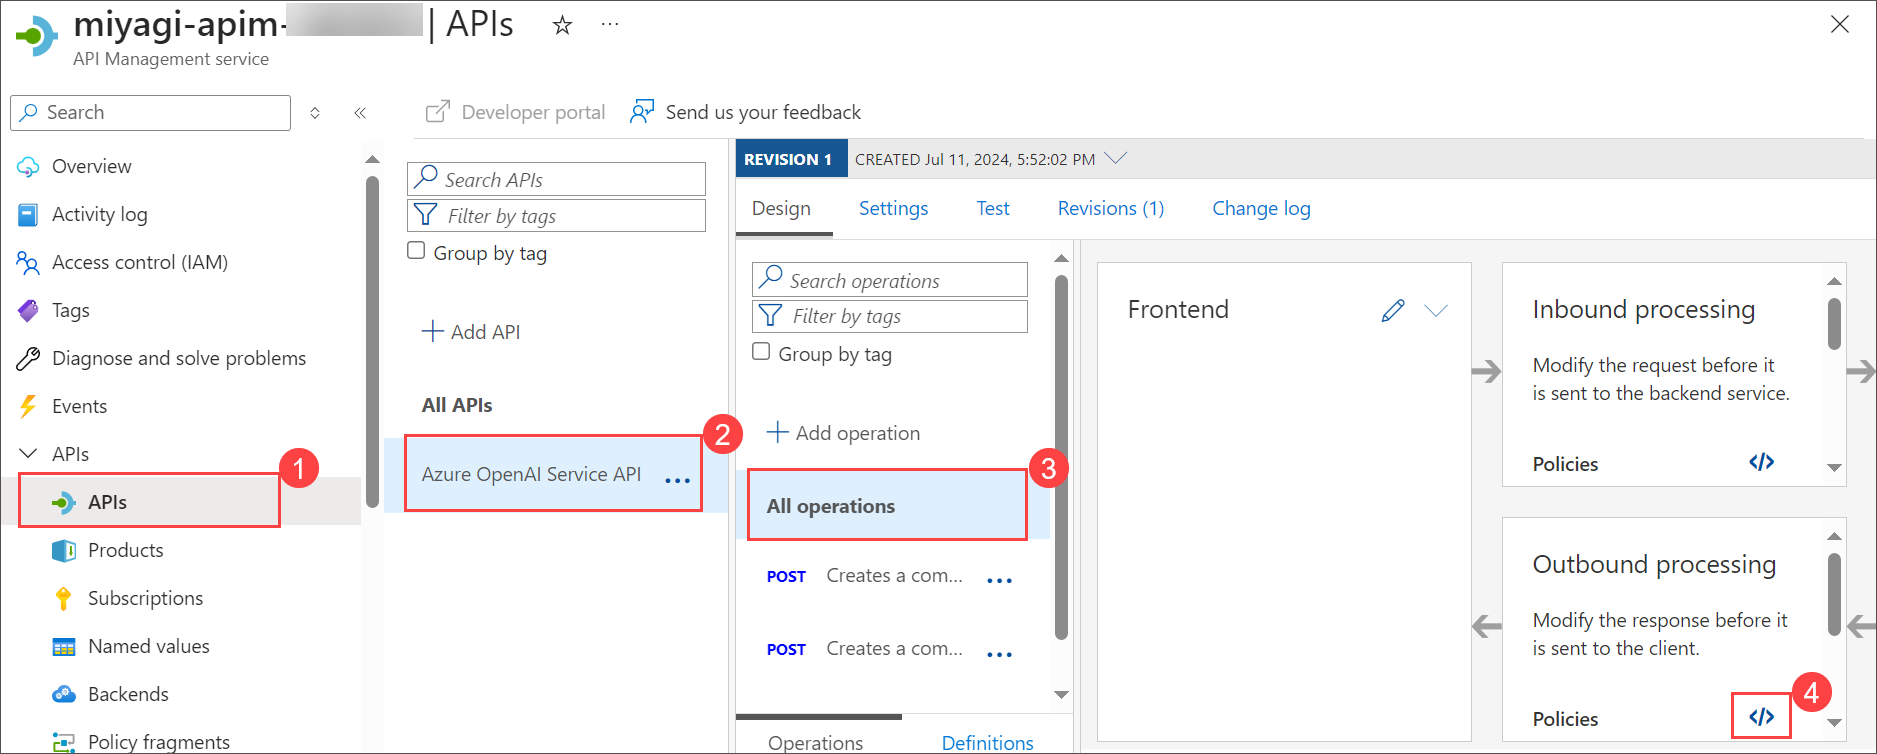 miyagi-apim- | APIs
API Management service
Search
Developer portal
Send us your feedback
Overview
Activity log
Access control (IAM)
Tags
Diagnose and solve problems
Events
APIs
1
APIs
Products
Subscriptions
Named values
Backends
Policy fragments
Search APIs
Filter by tags
Group by tag
Add API
All APIs
2
Azure OpenAI Service API ...
REVISION 1
CREATED Jul 11, 2024, 5:52:02 PM
Design
Settings
Test
Revisions (1)
Change log
Search operations
Filter by tags
Group by tag
Add operation
3
All operations
POST Creates a com... ...
POST Creates a com... ...
Operations
Definitions
Frontend
Inbound processing
Modify the request before it
is sent to the backend service.
Policies </>
Outbound processing
Modify the response before it
is sent to the client.
4
Policies </>